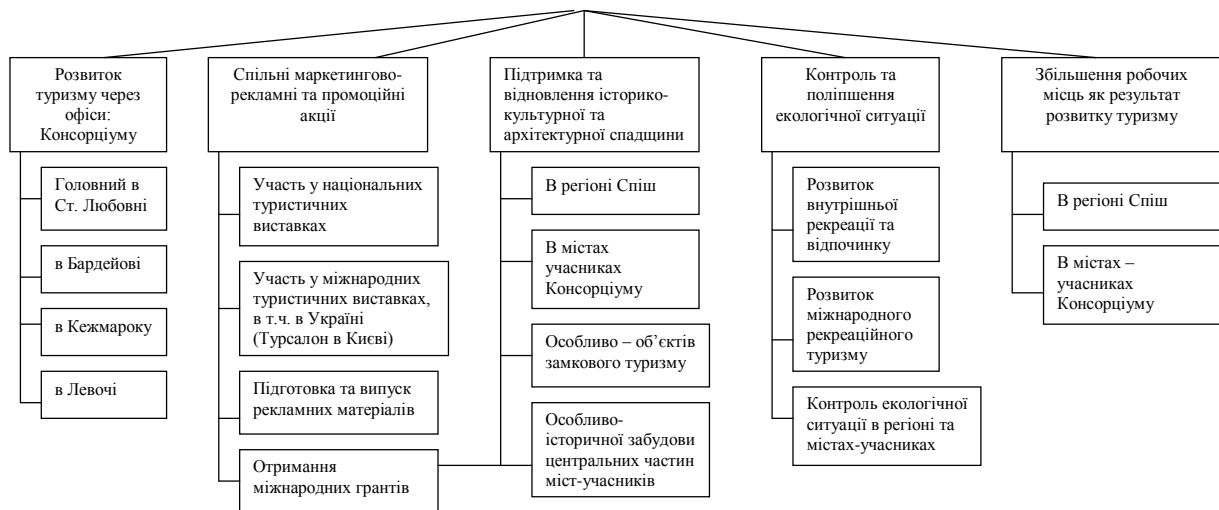 Розвиток
туризму через
офіси:
Консорціуму
Головний в
Ст. Любовні
в Бардейові
в Кежмароку
в Левочі
Спільні маркетингово-
рекламні та промоційні
акції
Участь у національних
туристичних
виставках
Участь у міжнародних
туристичних виставках,
в т.ч. в Україні
(Турсалон в Києві)
Підготовка та випуск
рекламних матеріалів
Отримання
міжнародних грантів
Підтримка та
відновлення історико-
культурної та
архітектурної спадщини
В регіоні Спіш
В містах
учасниках
Консорціуму
Особливо – об’єктів
замкового туризму
Особливо-
історичної забудови
центральних частин
міст-учасників
Контроль та
поліпшення
екологічної ситуації
Розвиток
внутрішньої
рекреації та
відпочинку
Розвиток
міжнародного
рекреаційного
туризму
Контроль екологічної
ситуації в регіоні та
містах-учасниках
Збільшення робочих
місць як результат
розвитку туризму
В регіоні Спіш
В містах –
учасниках
Консорціуму